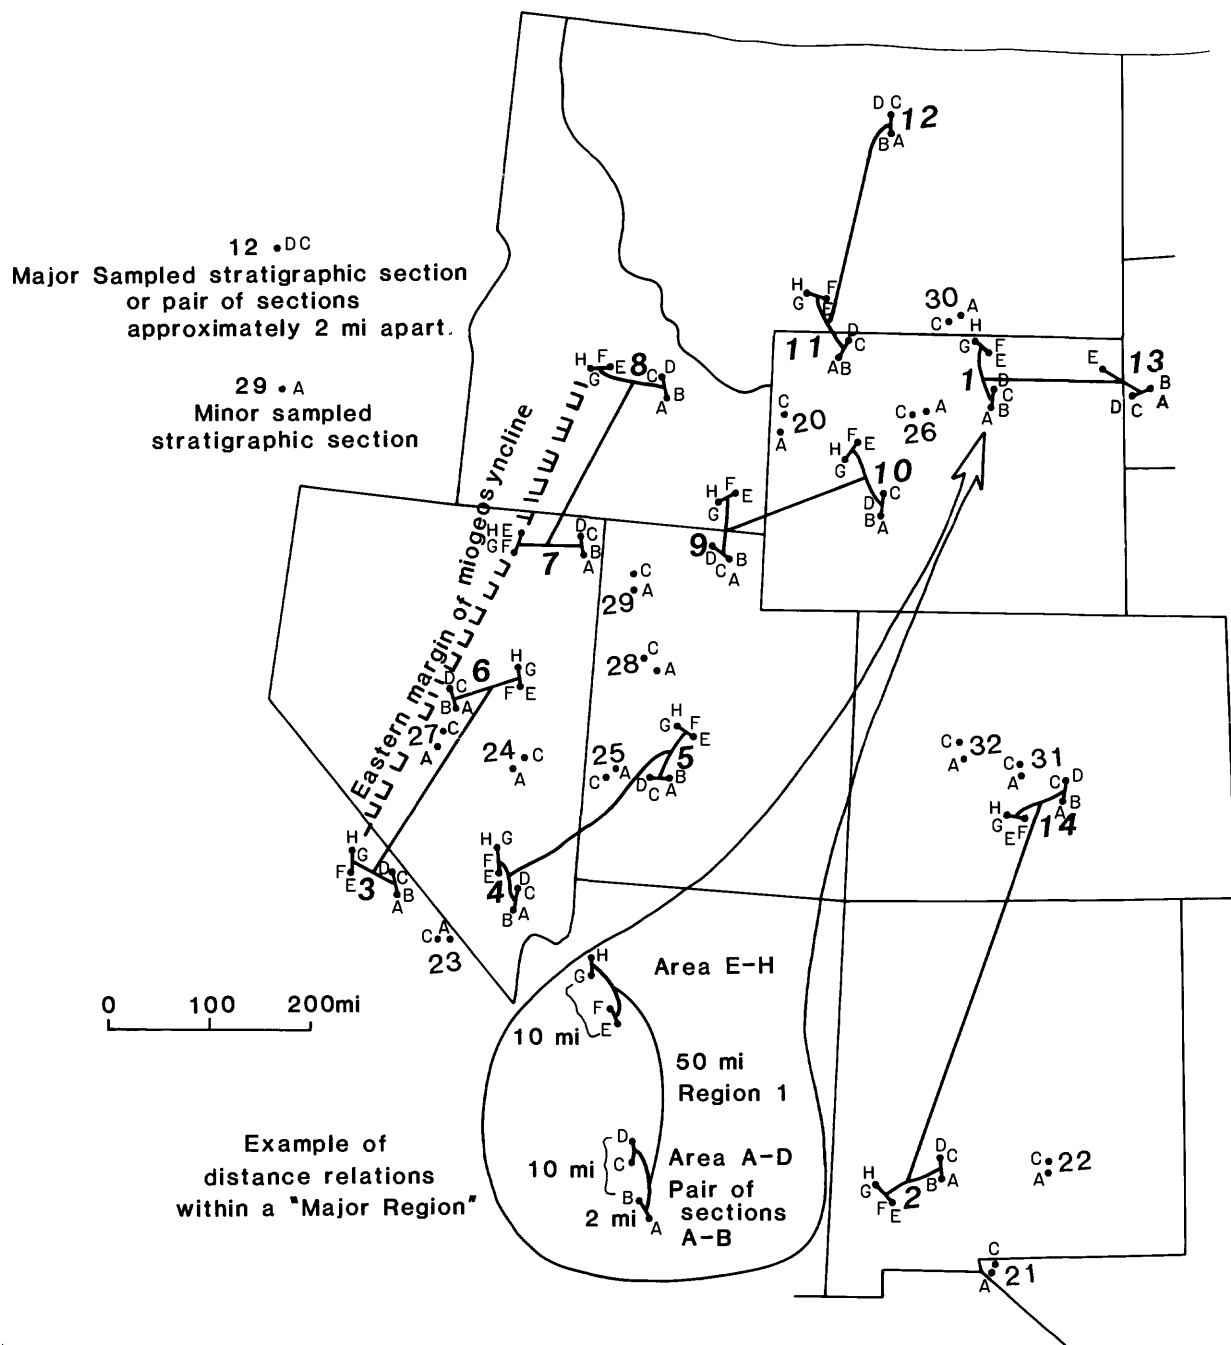 D C
12
B A
12 • D C
Major Sampled stratigraphic section
or pair of sections
approximately 2 mi apart.
29 • A
Minor sampled
stratigraphic section
H F
G E
11
D
C
A B
30 A
C
H
G F
E
1
D
C
B
A
E
13
B
D C A
H F E
G
8
C D
B
A
C
20
A
C A
26
F E
H
G
10
C
D
B A
Eastern margin of miogeosyncline
H E
G F
7
D C
B
A
H E
G
9
D B
C A
C
29 A
C
28 A
6
H G
F E
D C
B A
27 C
A
24 C
A
25 A
C
H
G F
E
5
D B
C A
C 32
A
C 31
A
D
C
B
A
H
G F
E
14
H
G
F
E
3
D
C
B
A
H G
F
E
4
D
C
B A
A
C
23
0 100 200mi
H
G
F
E
10 mi
Area E-H
50 mi
Region 1
D
C
10 mi
B
2 mi A
Area A-D
Pair of
sections
A-B
Example of
distance relations
within a "Major Region"
H
G
F E
2
D C
B A
C 22
A
C
21
A